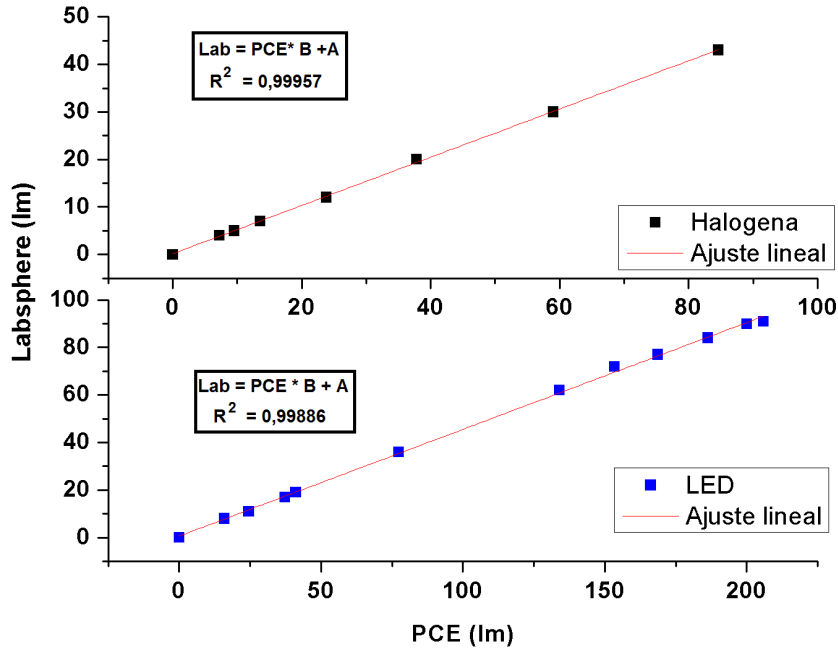 50
40
30
20
10
0
Lab = PCE* B +A
R2 = 0,99957
Halogena
Ajuste lineal
0 20 40 60 80 100
Labsphere (lm)
100
80
60
40
20
0
Lab = PCE * B + A
R2 = 0,99886
LED
Ajuste lineal
0 50 100 150 200
PCE (lm)